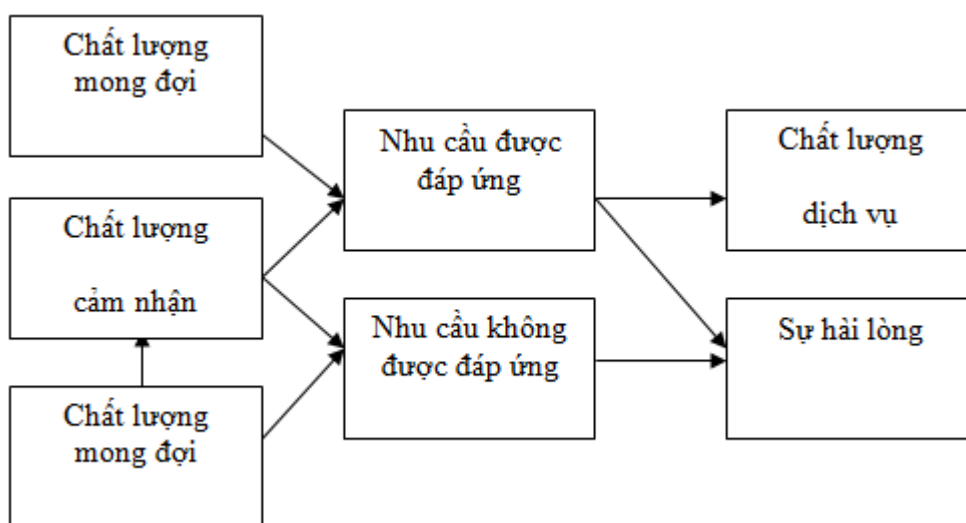 Chất lượng
mong đợi
Nhu cầu được
đáp ứng
Chất lượng
dịch vụ
Chất lượng
cảm nhận
Nhu cầu không
được đáp ứng
Sự hài lòng
Chất lượng
mong đợi